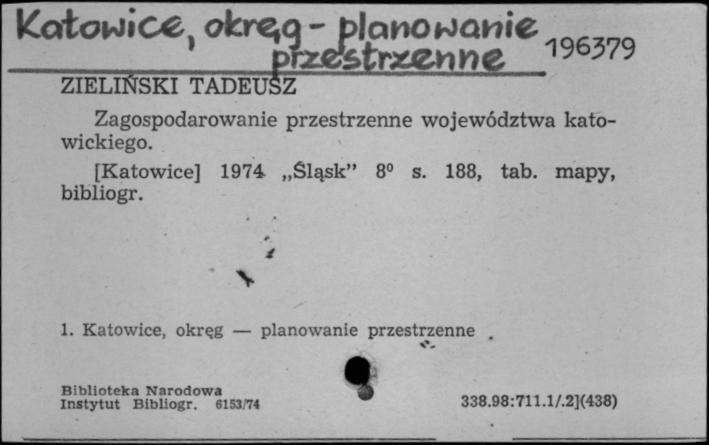 Katowice, okręg - planowanie
przestrzenne 196379
ZIELIŃSKI TADEUSZ
Zagospodarowanie przestrzenne województwa kato-
wickiego.
[Katowice] 1974 „Śląsk” 8⁰ s. 188, tab. mapy,
bibliogr.
1. Katowice, okręg — planowanie przestrzenne
Biblioteka Narodowa
Instytut Bibliogr. 6153/74 338.98:711.1/.2](438)